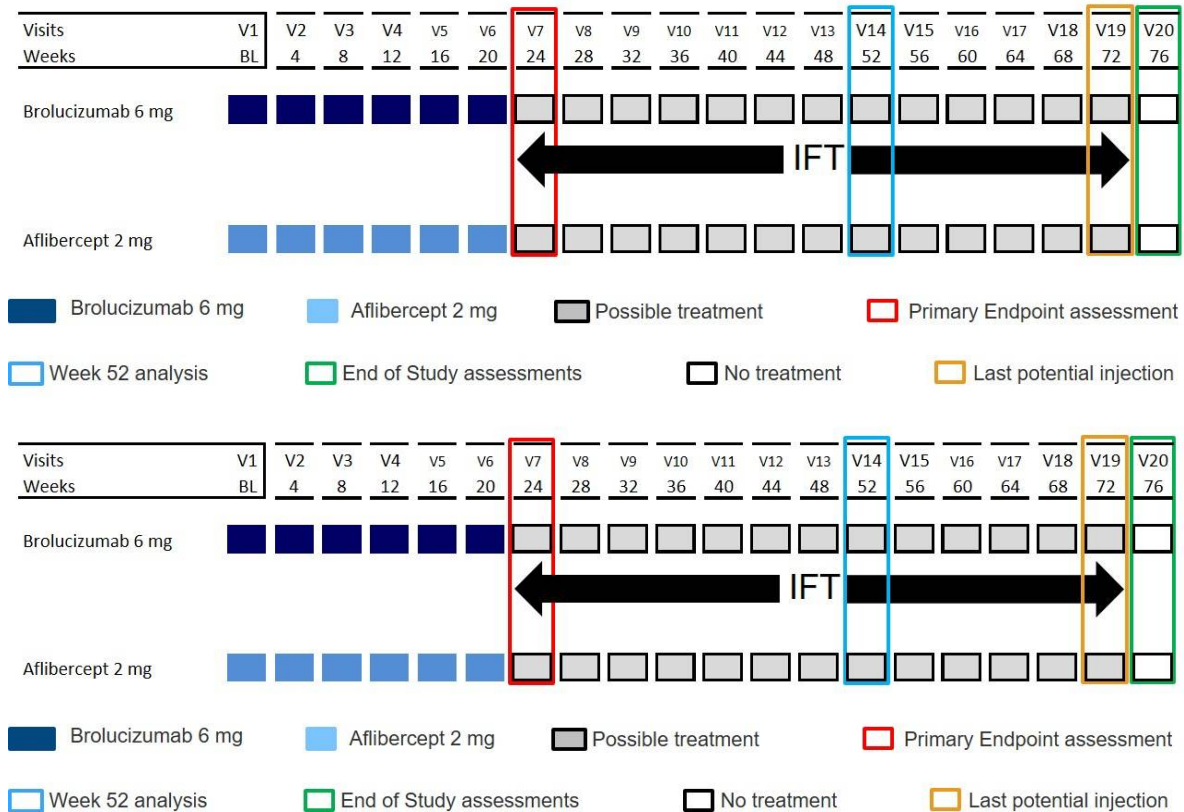 Visits V1 V2 V3 V4 V5 V6 V7 V8 V9 V10 V11 V12 V13 V14 V15 V16 V17 V18 V19 V20
Weeks BL 4 8 12 16 20 24 28 32 36 40 44 48 52 56 60 64 68 72 76
Brolucizumab 6 mg
IFT
Aflibercept 2 mg
Brolucizumab 6 mg Aflibercept 2 mg Possible treatment Primary Endpoint assessment
Week 52 analysis End of Study assessments No treatment Last potential injection
Visits V1 V2 V3 V4 V5 V6 V7 V8 V9 V10 V11 V12 V13 V14 V15 V16 V17 V18 V19 V20
Weeks BL 4 8 12 16 20 24 28 32 36 40 44 48 52 56 60 64 68 72 76
Brolucizumab 6 mg
IFT
Aflibercept 2 mg
Brolucizumab 6 mg Aflibercept 2 mg Possible treatment Primary Endpoint assessment
Week 52 analysis End of Study assessments No treatment Last potential injection